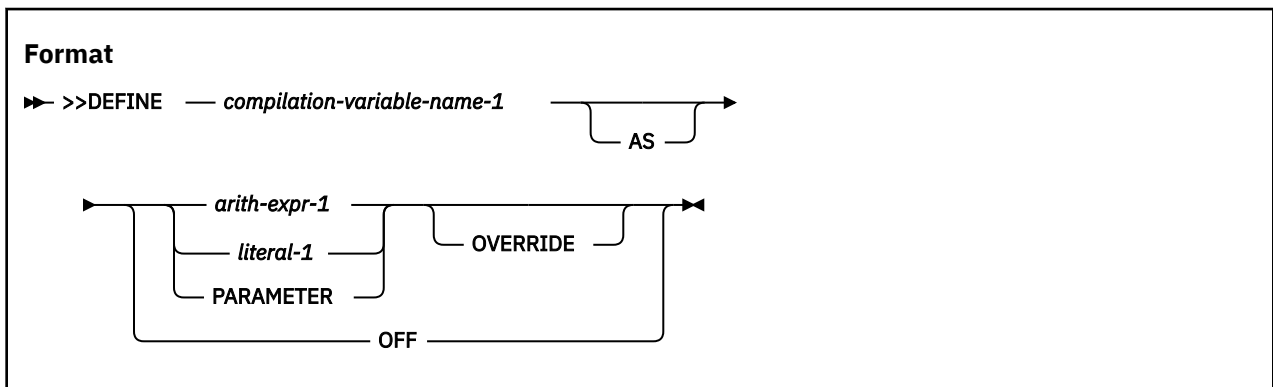 Format
>>DEFINE compilation-variable-name-1
AS
arith-expr-1
literal-1
PARAMETER
OVERRIDE
OFF